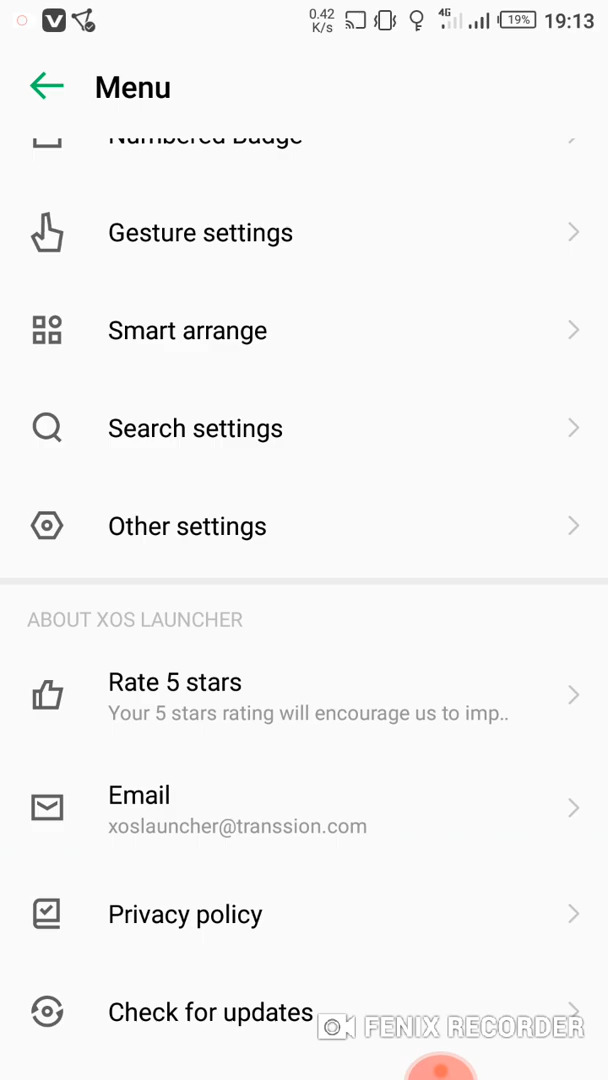 0.42
K/s
4G
19%
19:13
Menu
Numbered Badge
Gesture settings
Smart arrange
Search settings
Other settings
ABOUT XOS LAUNCHER
Rate 5 stars
Your 5 stars rating will encourage us to imp..
Email
xoslauncher@transsion.com
Privacy policy
Check for updates
FENIX RECORDER